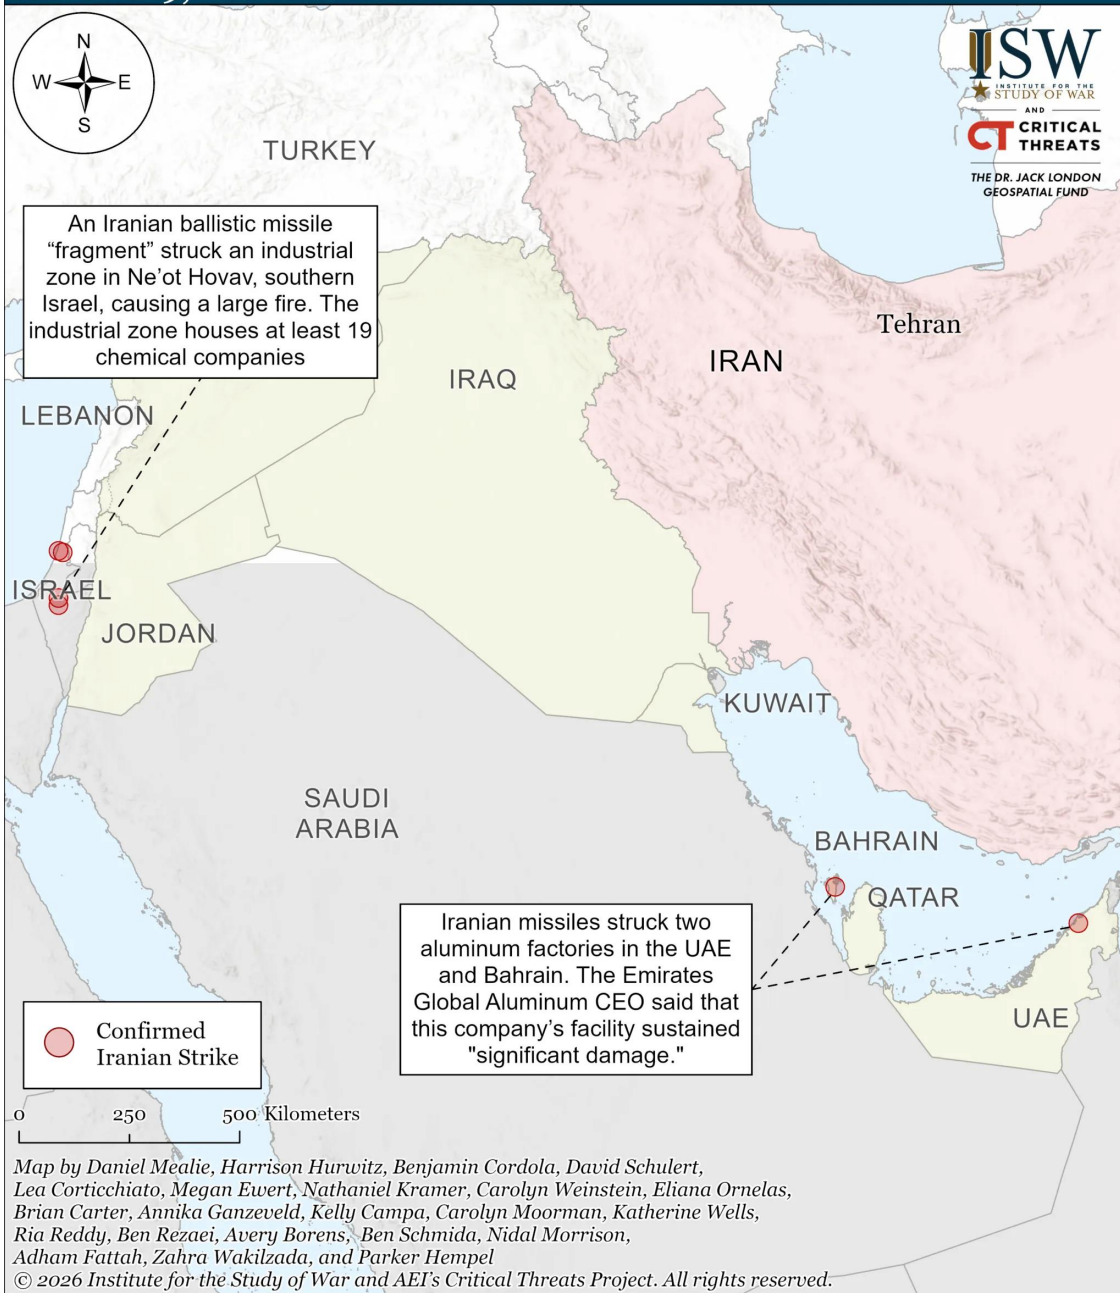 N
W
E
S
ISW
INSTITUTE FOR THE
STUDY OF WAR
AND
CT CRITICAL
THREATS
THE DR. JACK LONDON
GEOSPATIAL FUND
TURKEY
An Iranian ballistic missile
“fragment” struck an industrial
zone in Ne’ot Hovav, southern
Israel, causing a large fire. The
industrial zone houses at least 19
chemical companies
Tehran
IRAN
IRAQ
LEBANON
ISRAEL
JORDAN
KUWAIT
SAUDI
ARABIA
BAHRAIN
QATAR
Iranian missiles struck two
aluminum factories in the UAE
and Bahrain. The Emirates
Global Aluminum CEO said that
this company’s facility sustained
"significant damage."
UAE
Confirmed
Iranian Strike
0 250 500 Kilometers
Map by Daniel Mealie, Harrison Hurwitz, Benjamin Cordola, David Schulert,
Lea Corticchiato, Megan Ewert, Nathaniel Kramer, Carolyn Weinstein, Eliana Ornelas,
Brian Carter, Annika Ganzeveld, Kelly Campa, Carolyn Moorman, Katherine Wells,
Ria Reddy, Ben Rezaei, Avery Borens, Ben Schmida, Nidal Morrison,
Adham Fattah, Zahra Wakilzada, and Parker Hempel
© 2026 Institute for the Study of War and AEI’s Critical Threats Project. All rights reserved.